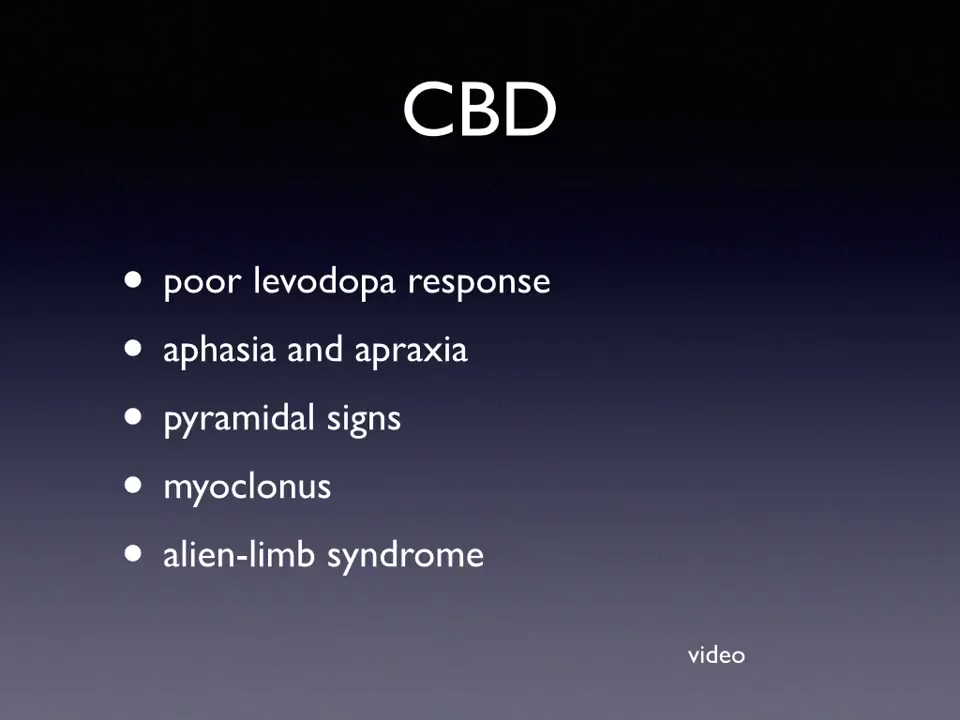 CBD
• poor levodopa response
• aphasia and apraxia
• pyramidal signs
• myoclonus
• alien-limb syndrome
video